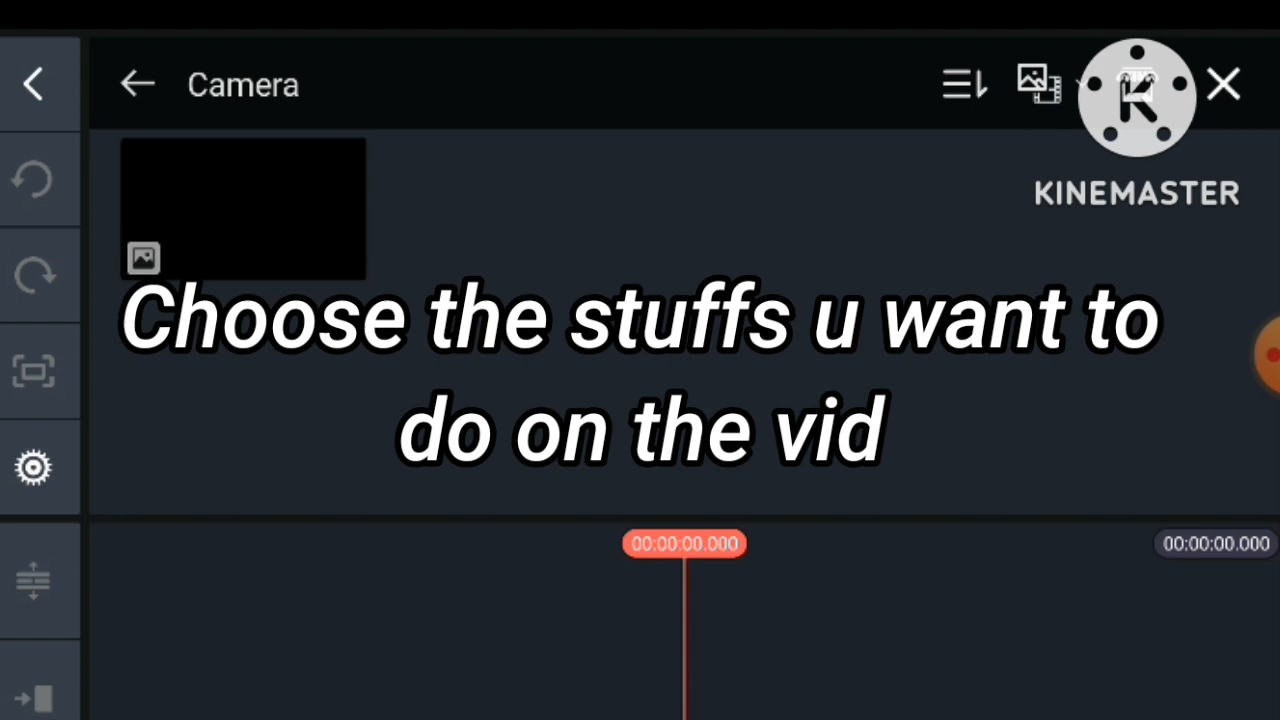 Camera
K
KINEMASTER
Choose the stuffs u want to
do on the vid
00:00:00.000
00:00:00.000